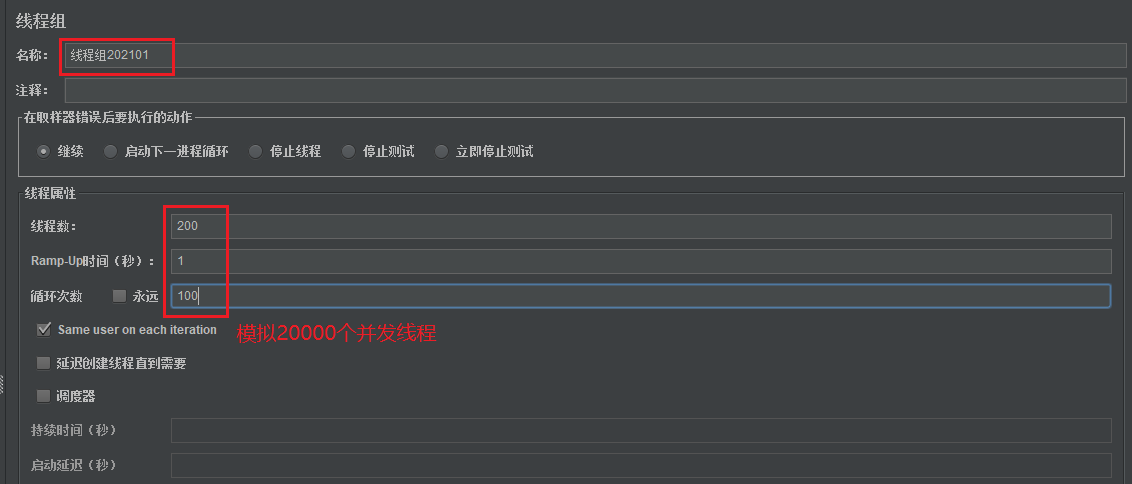 线程组
名称： 线程组202101
注释：
在取样器错误后要执行的动作
继续 启动下一进程循环 停止线程 停止测试 立即停止测试
线程属性
线程数： 200
Ramp-Up时间（秒）： 1
循环次数 永远 100
Same user on each iteration 模拟20000个并发线程
延迟创建线程直到需要
调度器
持续时间（秒）
启动延迟（秒）